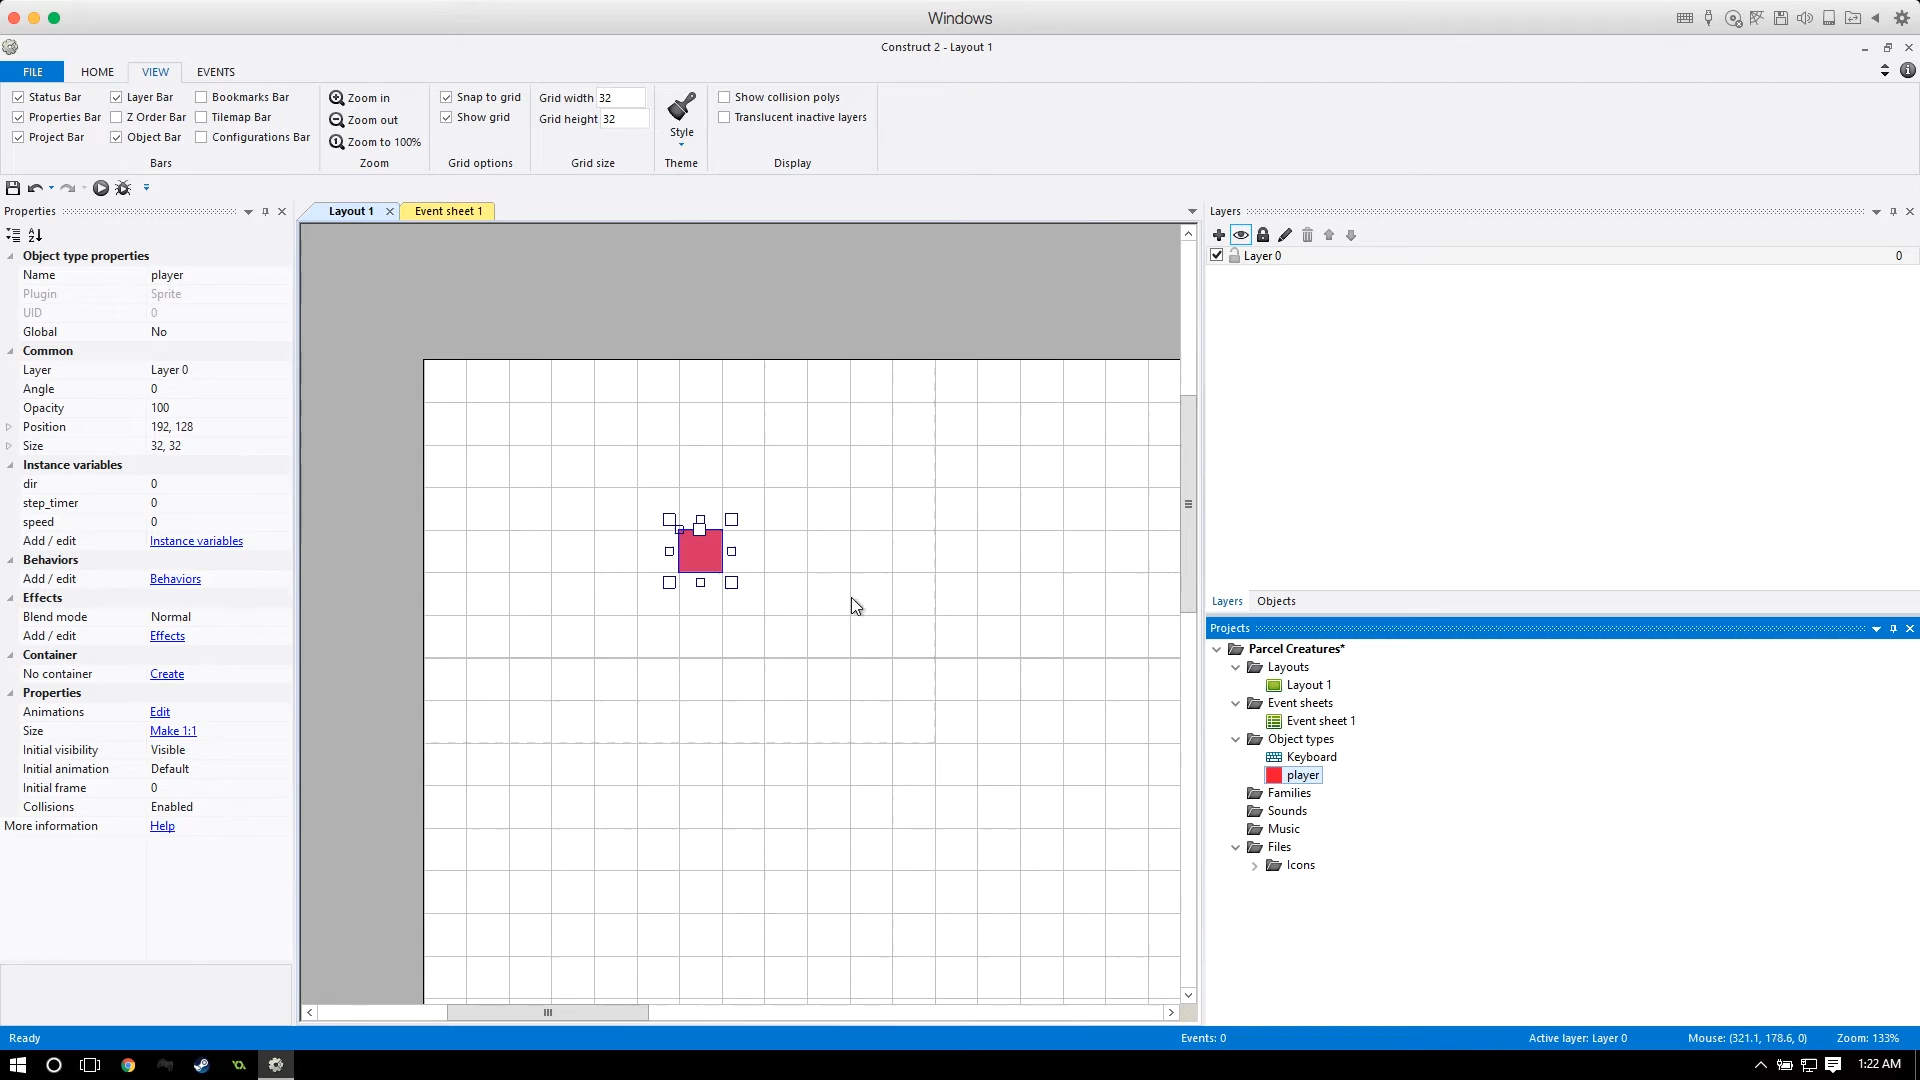 Windows
Construct 2 - Layout 1
FILE
HOME
VIEW
EVENTS
Status Bar
Layer Bar
Bookmarks Bar
Zoom in
Snap to grid
Grid width 32
Show collision polys
Properties Bar
Z Order Bar
Tilemap Bar
Zoom out
Show grid
Grid height 32
Style
Translucent inactive layers
Project Bar
Object Bar
Configurations Bar
Zoom to 100%
Bars
Zoom
Grid options
Grid size
Theme
Display
Properties
Layout 1
Event sheet 1
Layers
Object type properties
Name player
Plugin Sprite
UID 0
Global No
Common
Layer Layer 0
Angle 0
Opacity 100
Position 192, 128
Size 32, 32
Instance variables
dir 0
step_timer 0
speed 0
Add / edit Instance variables
Behaviors
Add / edit Behaviors
Effects
Blend mode Normal
Add / edit Effects
Container
No container Create
Properties
Animations Edit
Size Make 1:1
Initial visibility Visible
Initial animation Default
Initial frame 0
Collisions Enabled
More information Help
Layer 0 0
Layers
Objects
Projects
Parcel Creatures*
Layouts
Layout 1
Event sheets
Event sheet 1
Object types
Keyboard
player
Families
Sounds
Music
Files
Icons
Ready
Events: 0
Active layer: Layer 0
Mouse: (321.1, 178.6, 0)
Zoom: 133%
1:22 AM